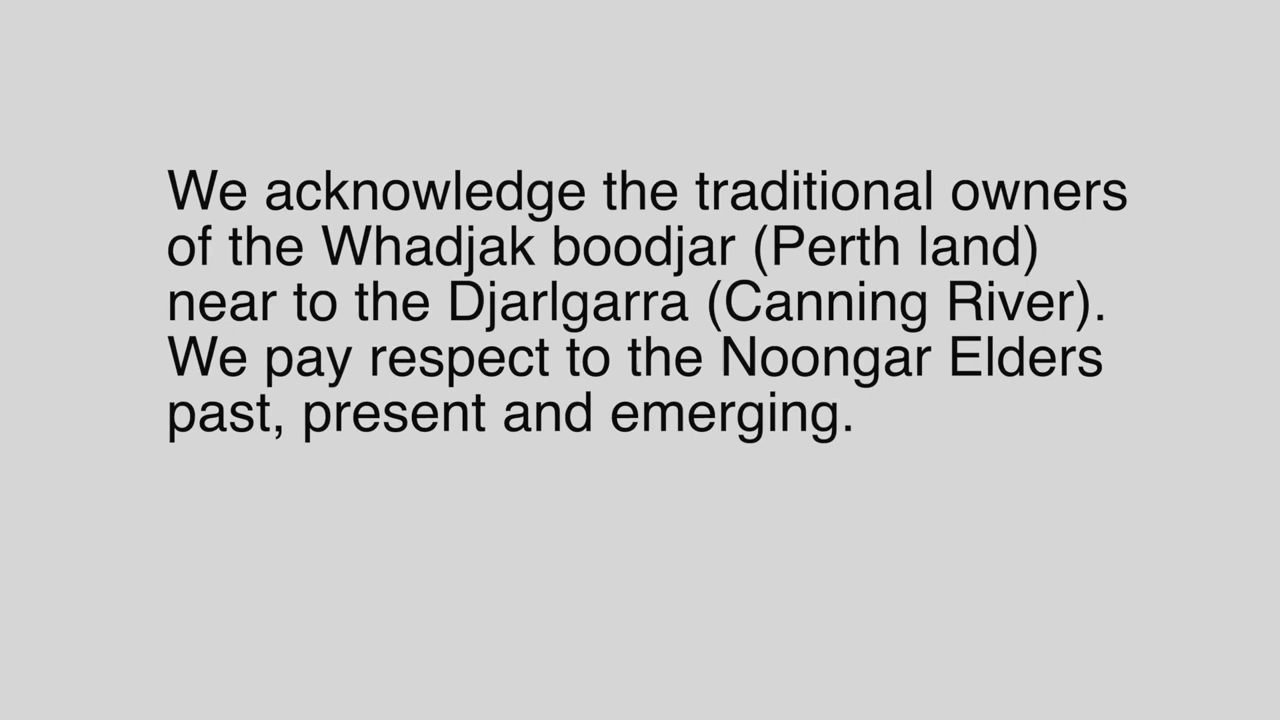 We acknowledge the traditional owners
of the Whadjak boodjar (Perth land)
near to the Djarlgarra (Canning River).
We pay respect to the Noongar Elders
past, present and emerging.